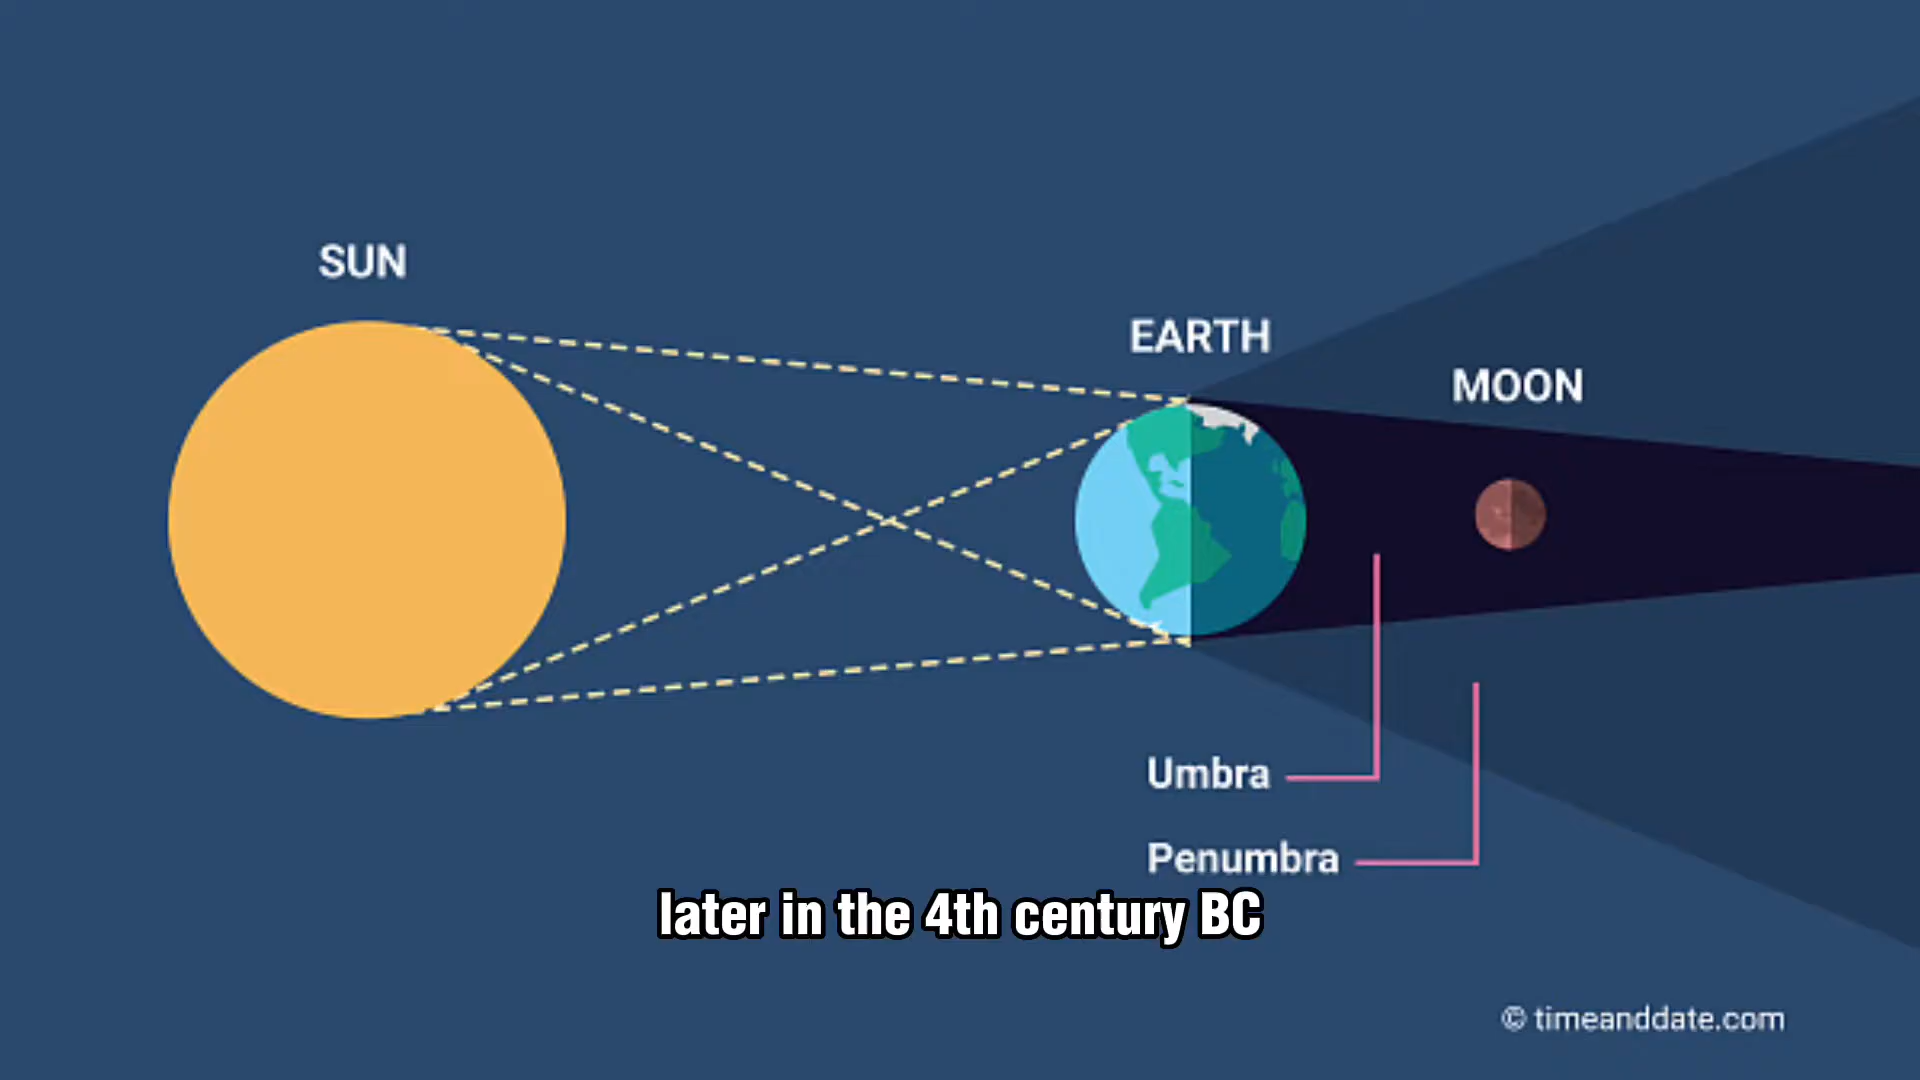 SUN
EARTH
MOON
Umbra
Penumbra
later in the 4th century BC
© timeanddate.com